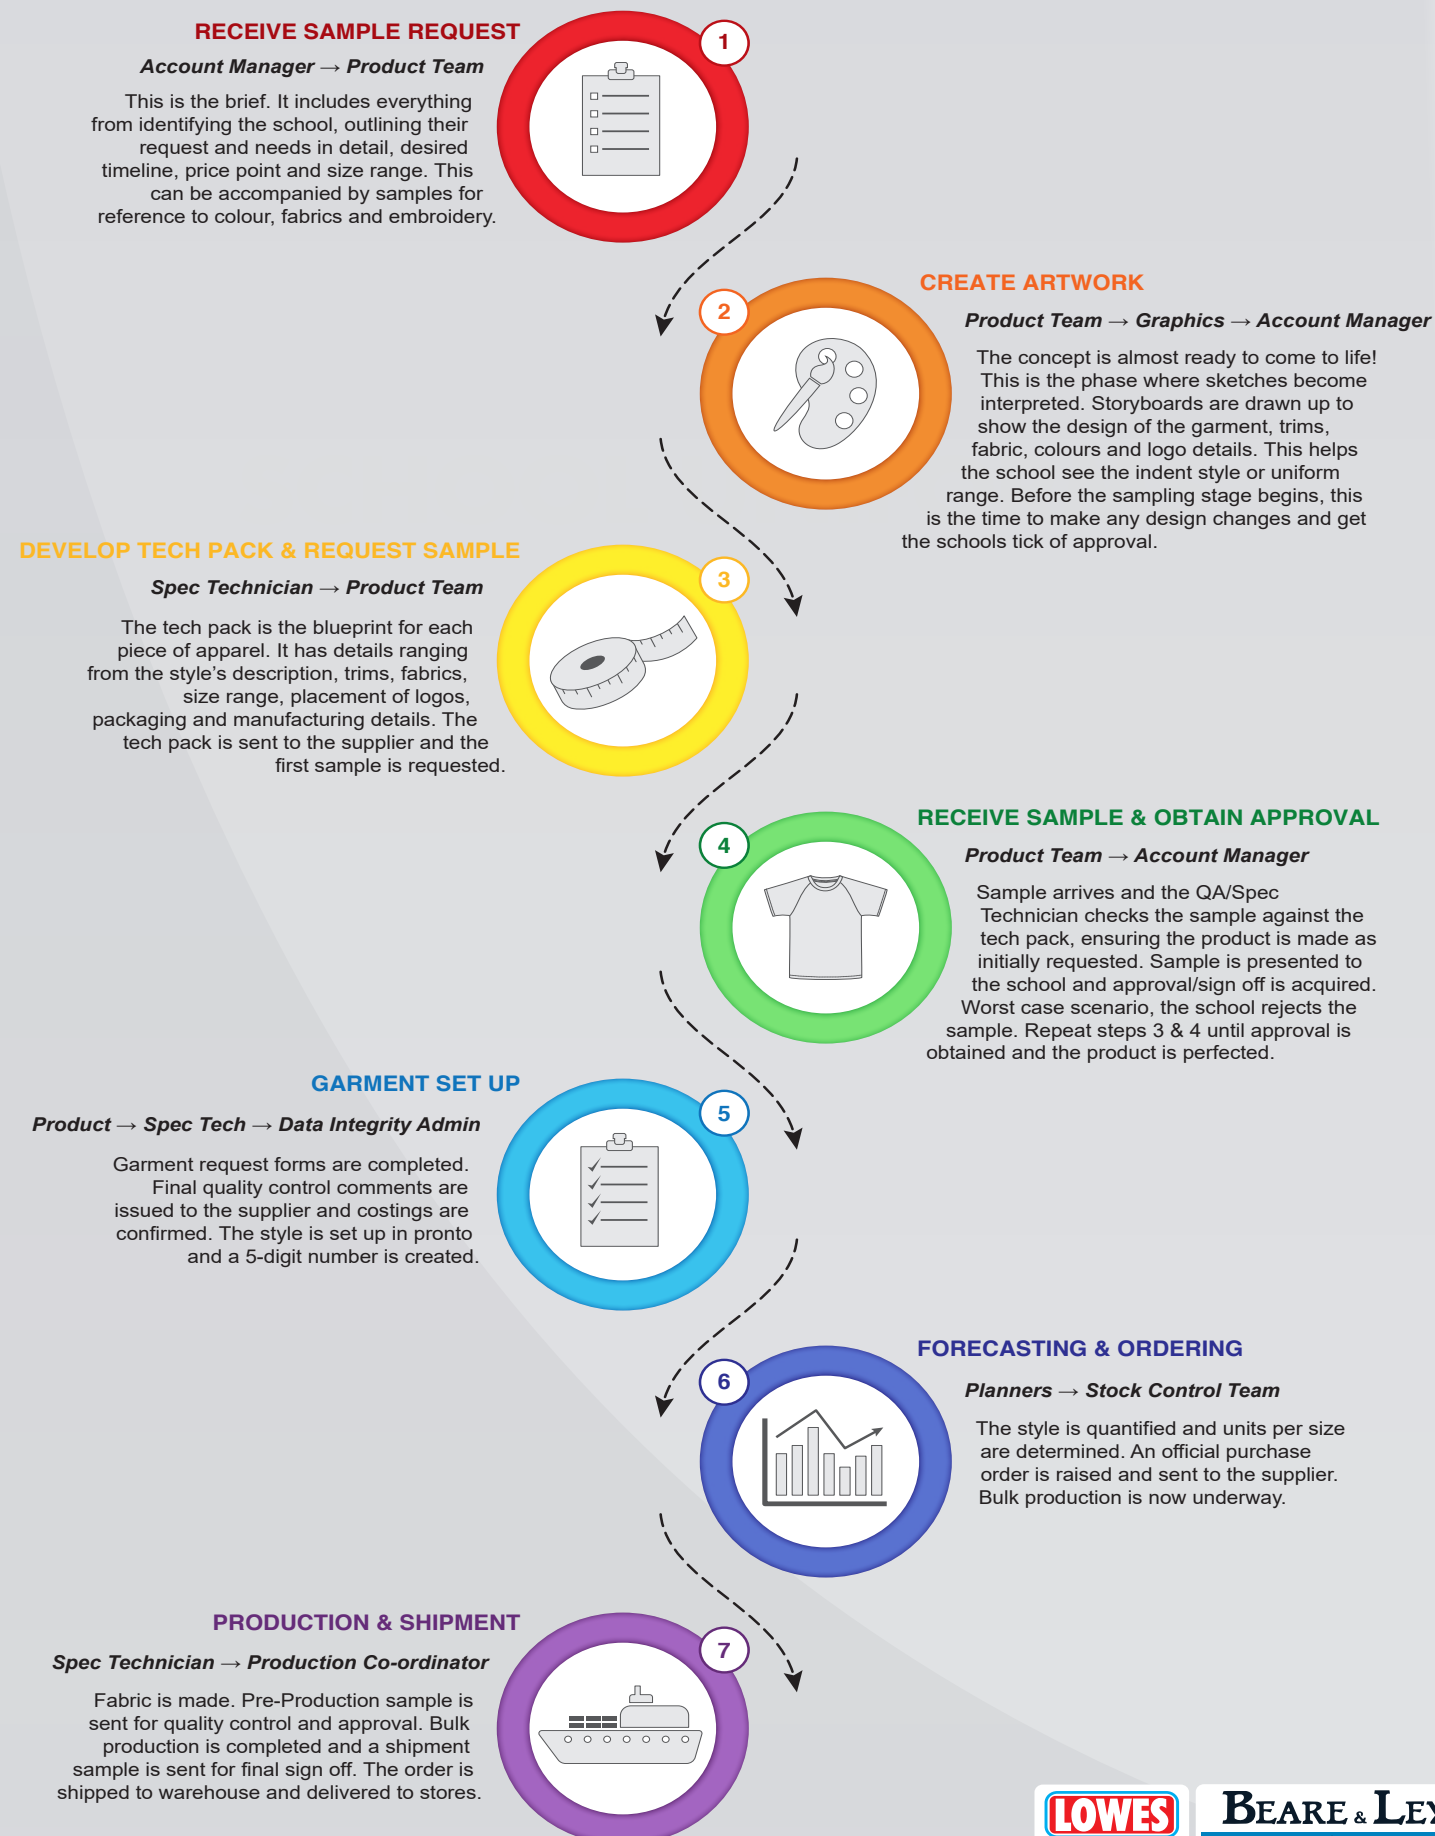 RECEIVE SAMPLE REQUEST
1
Account Manager → Product Team
This is the brief. It includes everything
from identifying the school, outlining their
request and needs in detail, desired
timeline, price point and size range. This
can be accompanied by samples for
reference to colour, fabrics and embroidery.
CREATE ARTWORK
2
Product Team → Graphics → Account Manager
The concept is almost ready to come to life!
This is the phase where sketches become
interpreted. Storyboards are drawn up to
show the design of the garment, trims,
fabric, colours and logo details. This helps
the school see the indent style or uniform
range. Before the sampling stage begins, this
is the time to make any design changes and get
the schools tick of approval.
DEVELOP TECH PACK & REQUEST SAMPLE
3
Spec Technician → Product Team
The tech pack is the blueprint for each
piece of apparel. It has details ranging
from the style’s description, trims, fabrics,
size range, placement of logos,
packaging and manufacturing details. The
tech pack is sent to the supplier and the
first sample is requested.
RECEIVE SAMPLE & OBTAIN APPROVAL
4
Product Team → Account Manager
Sample arrives and the QA/Spec
Technician checks the sample against the
tech pack, ensuring the product is made as
initially requested. Sample is presented to
the school and approval/sign off is acquired.
Worst case scenario, the school rejects the
sample. Repeat steps 3 & 4 until approval is
obtained and the product is perfected.
GARMENT SET UP
5
Product → Spec Tech → Data Integrity Admin
Garment request forms are completed.
Final quality control comments are
issued to the supplier and costings are
confirmed. The style is set up in pronto
and a 5-digit number is created.
FORECASTING & ORDERING
6
Planners → Stock Control Team
The style is quantified and units per size
are determined. An official purchase
order is raised and sent to the supplier.
Bulk production is now underway.
PRODUCTION & SHIPMENT
7
Spec Technician → Production Co-ordinator
Fabric is made. Pre-Production sample is
sent for quality control and approval. Bulk
production is completed and a shipment
sample is sent for final sign off. The order is
shipped to warehouse and delivered to stores.
LOWES
BEARE & LEY